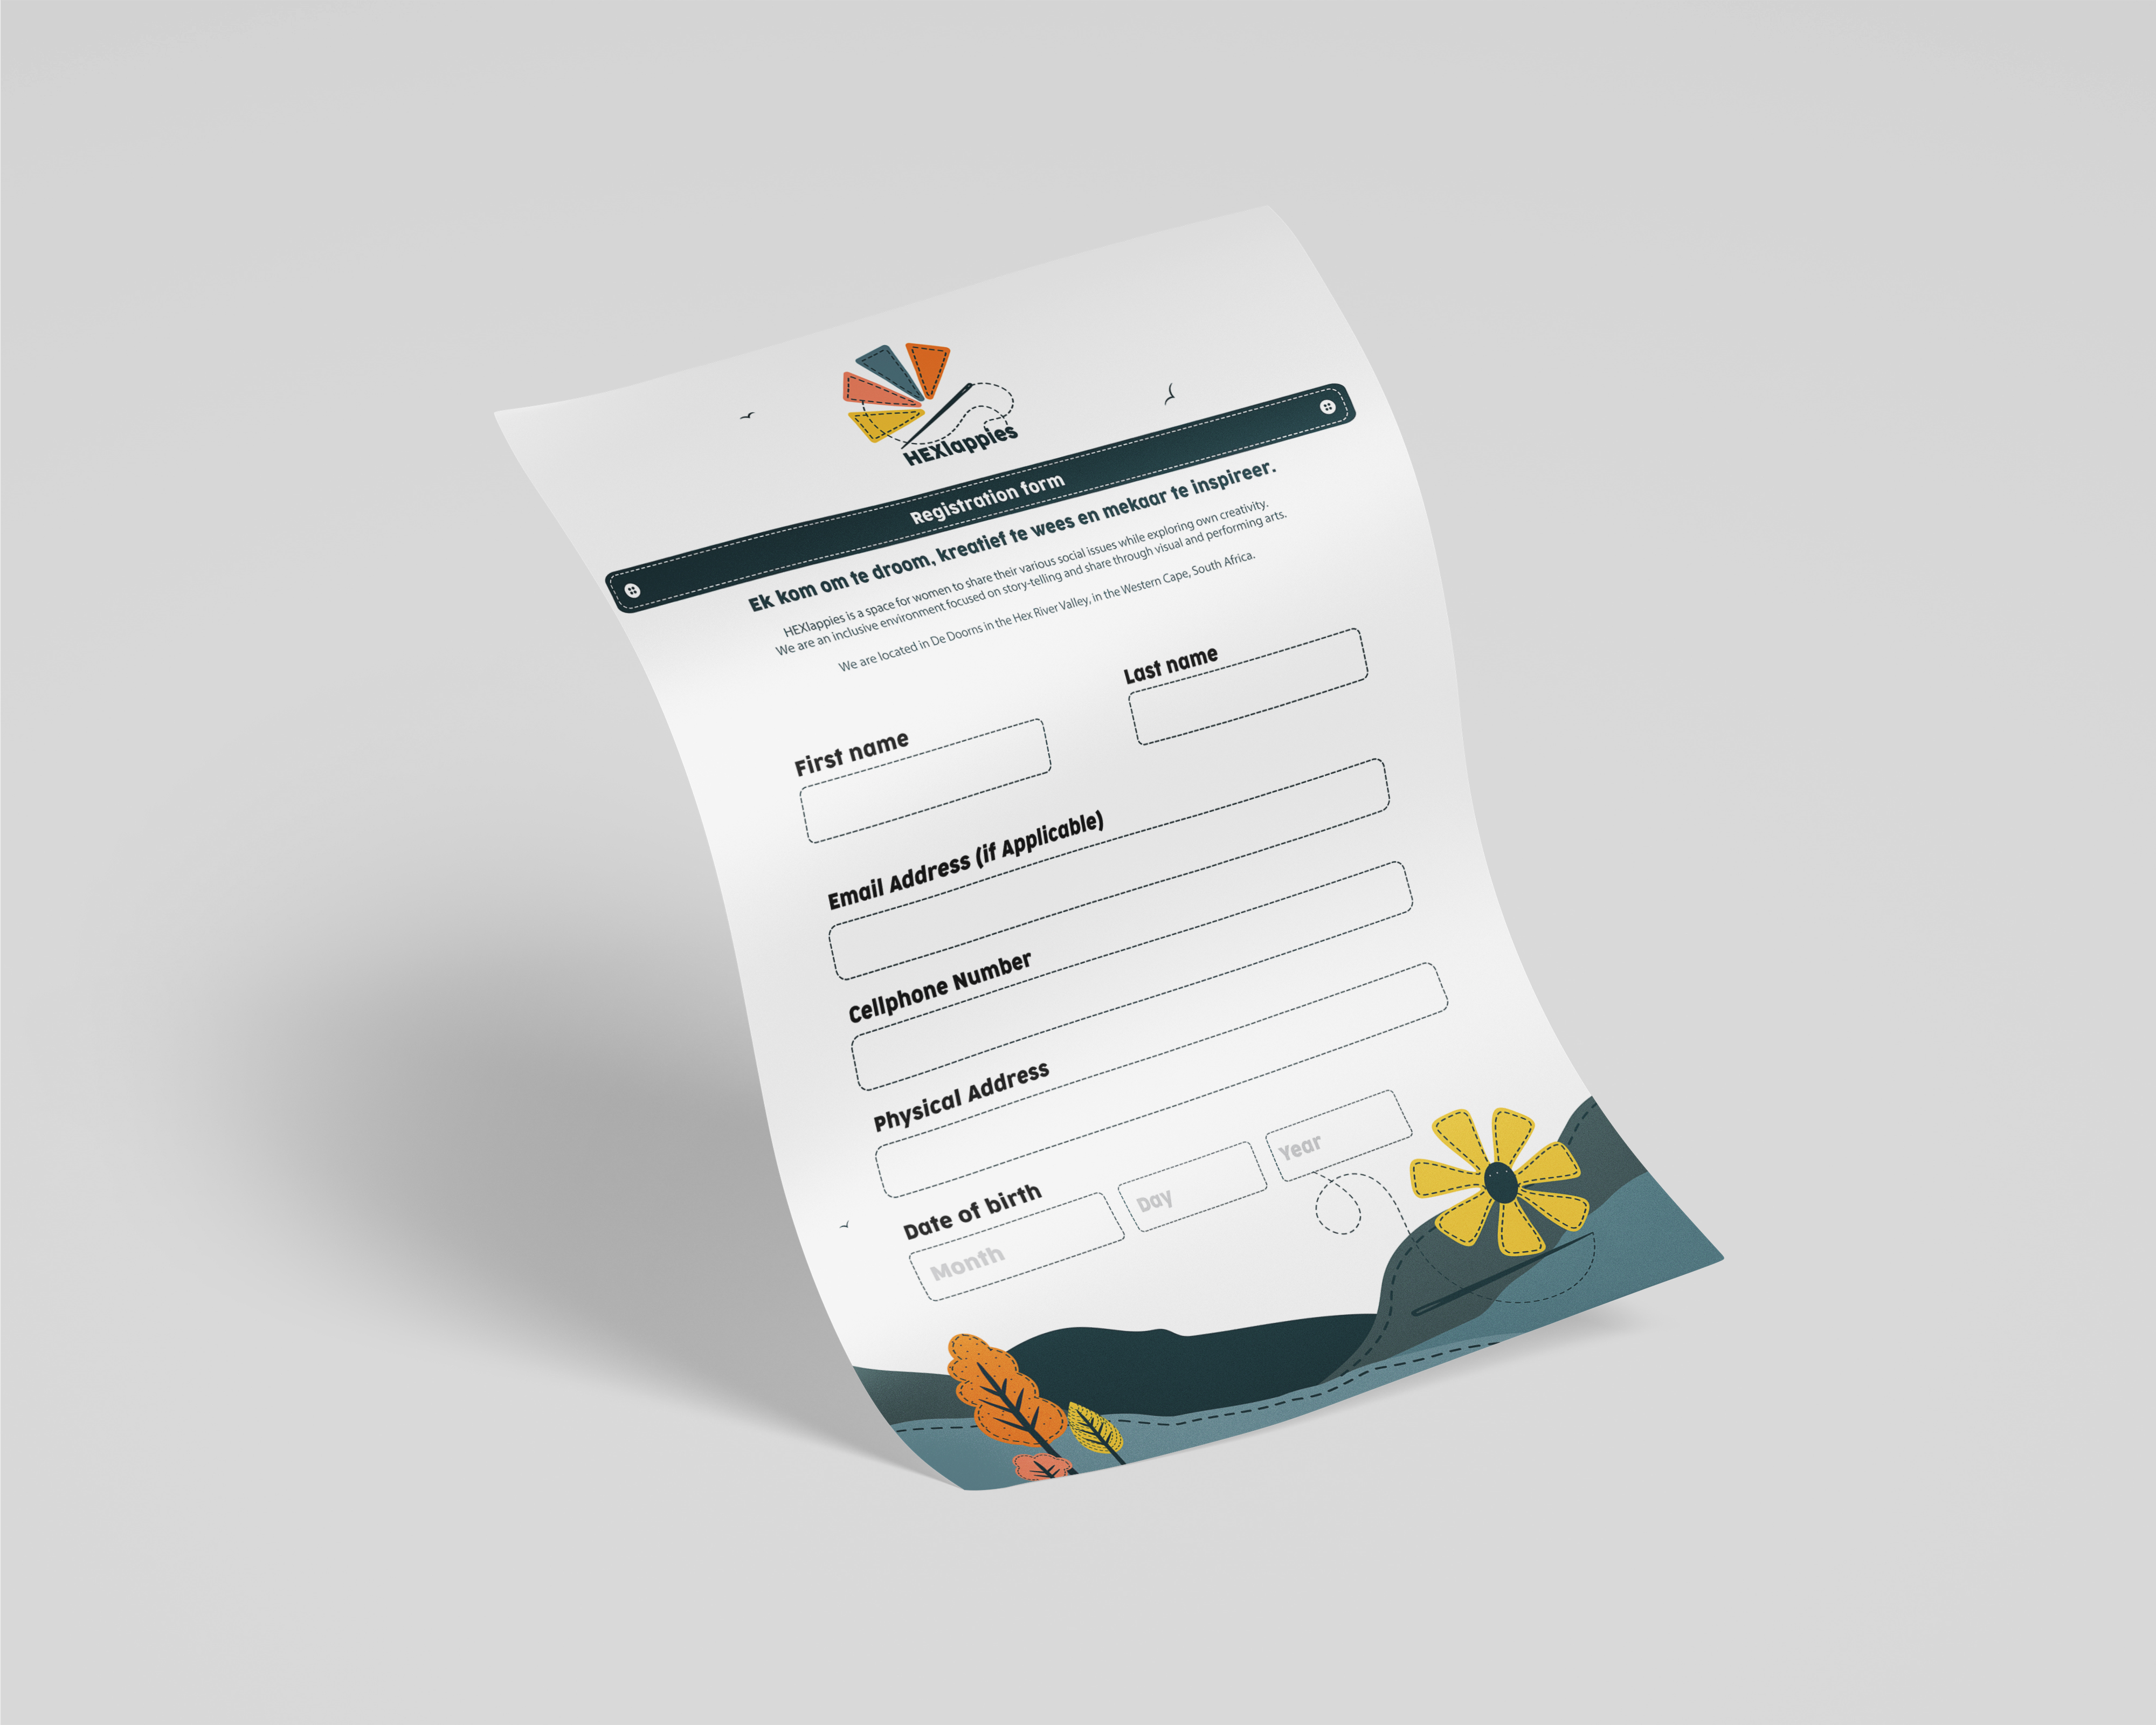 HEXlappies
Registration form
Ek kom om te droom, kreatief te wees en mekaar te inspireer.
HEXlappies is a space for women to share their various social issues while exploring own creativity.
We are an inclusive environment focused on story-telling and share through visual and performing arts.
We are located in De Doorns in the Hex River Valley, in the Western Cape, South Africa.
First name
Last name
Email Address (if Applicable)
Cellphone Number
Physical Address
Date of birth
Month
Day
Year